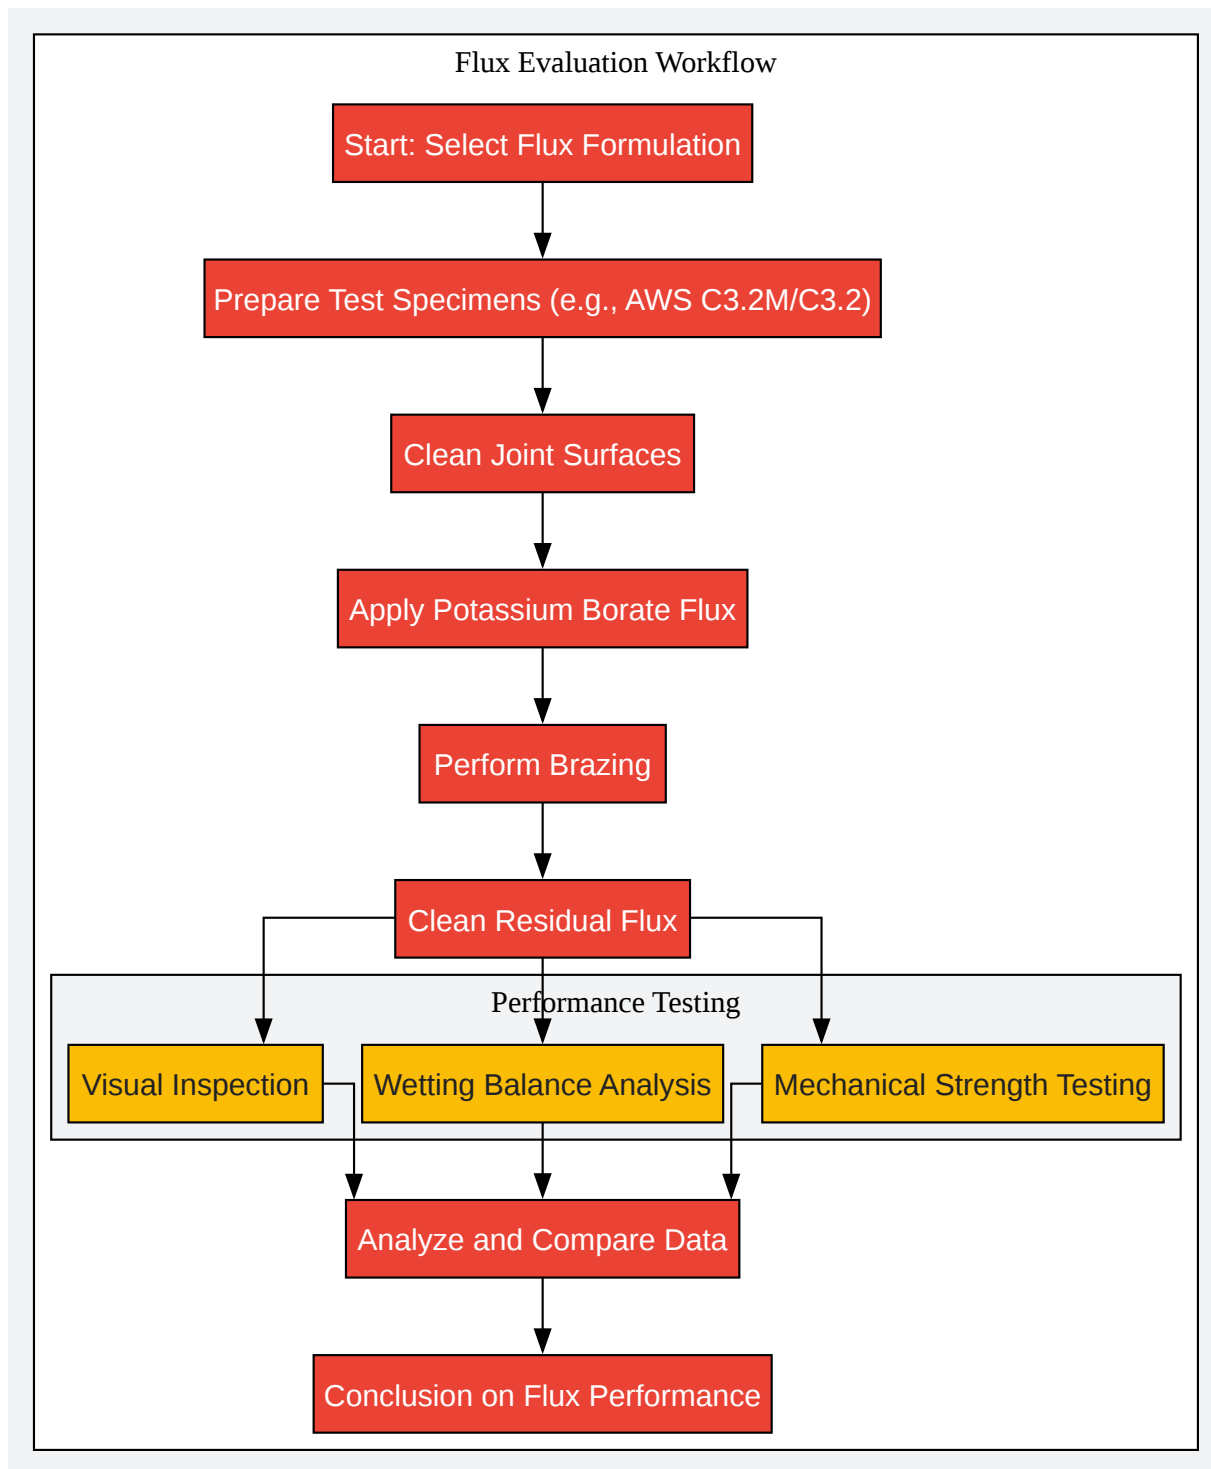 Flux Evaluation Workflow
Start: Select Flux Formulation
Prepare Test Specimens (e.g., AWS C3.2M/C3.2)
Clean Joint Surfaces
Apply Potassium Borate Flux
Perform Brazing
Clean Residual Flux
Performance Testing
Visual Inspection
Wetting Balance Analysis
Mechanical Strength Testing
Analyze and Compare Data
Conclusion on Flux Performance